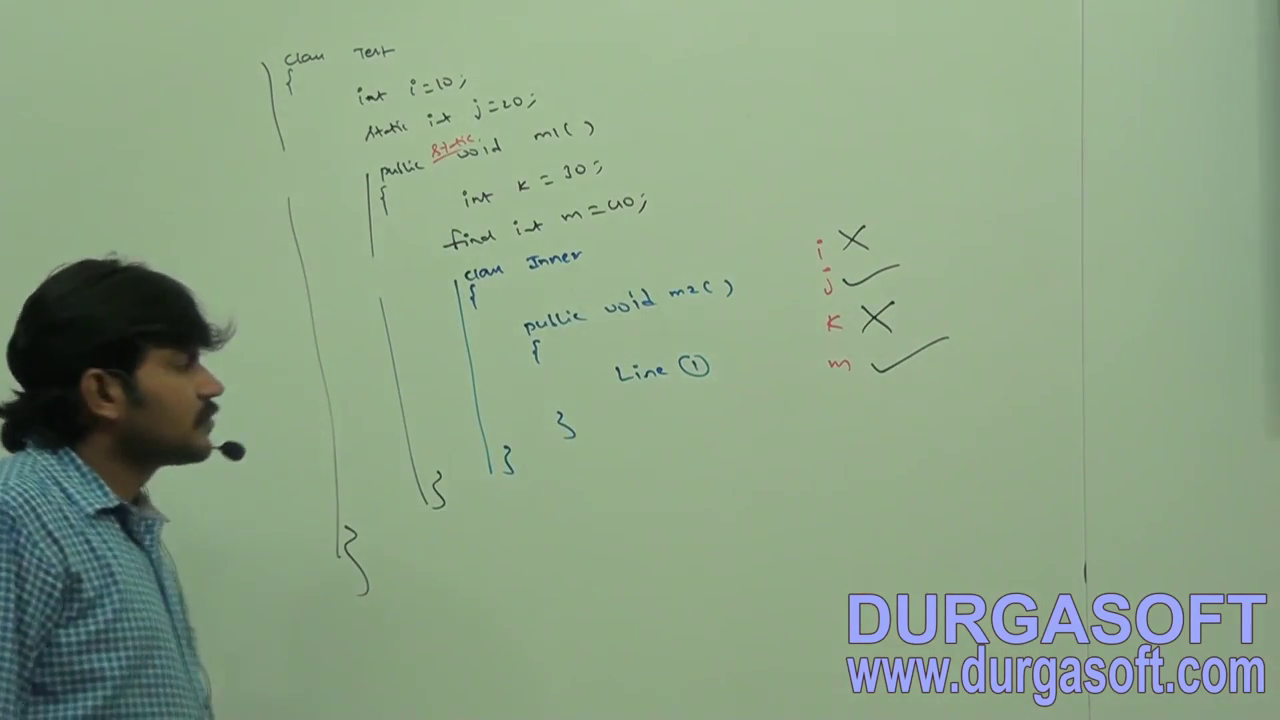 class Test
{
int i=10;
static int j=20;
public static void m1( )
{
int k = 30;
final int m=40;
class Inner
{
public void m2( )
{
Line ①
}
}
}
}
i X
j ✓
k X
m ✓
DURGASOFT
www.durgasoft.com